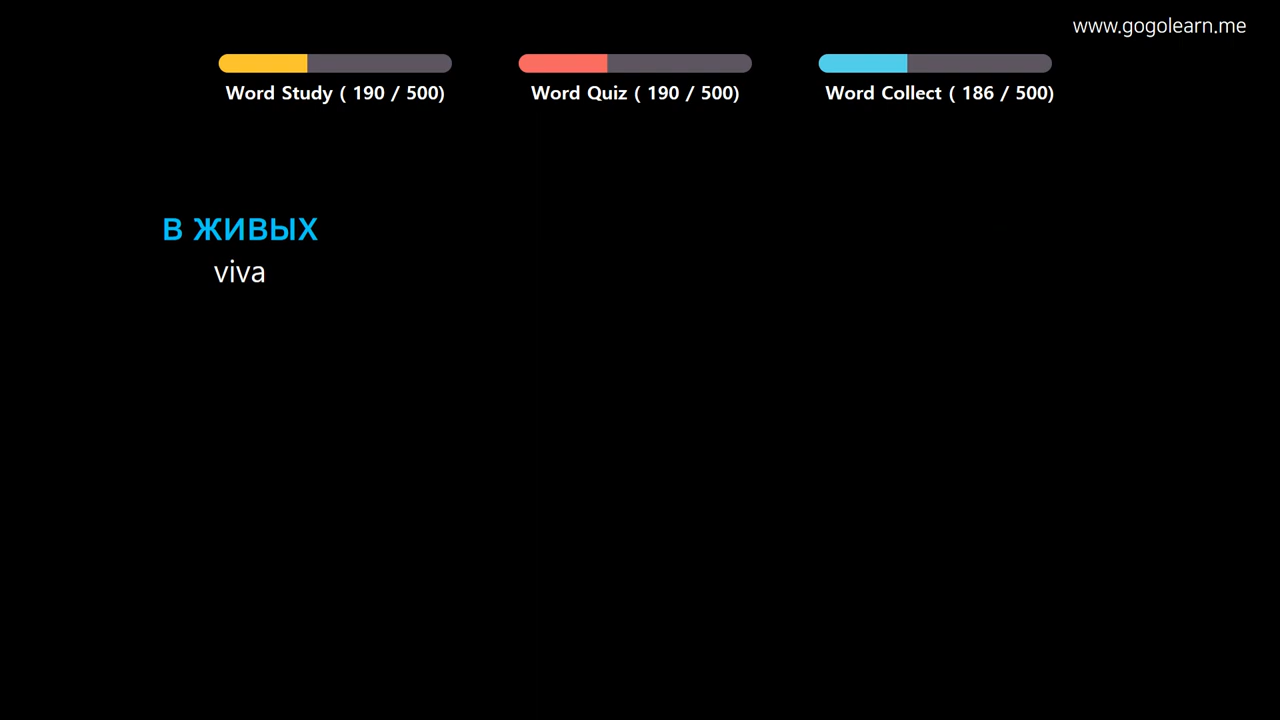 www.gogolearn.me
Word Study ( 190 / 500)
Word Quiz ( 190 / 500)
Word Collect ( 186 / 500)
в живых
viva